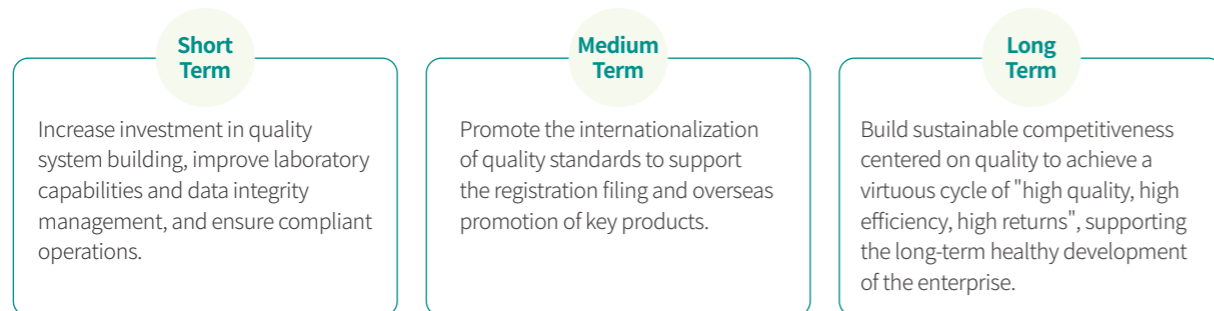 Short
Term
Increase investment in quality
system building, improve laboratory
capabilities and data integrity
management, and ensure compliant
operations.
Medium
Term
Promote the internationalization
of quality standards to support
the registration filing and overseas
promotion of key products.
Long
Term
Build sustainable competitiveness
centered on quality to achieve a
virtuous cycle of "high quality, high
efficiency, high returns", supporting
the long-term healthy development
of the enterprise.